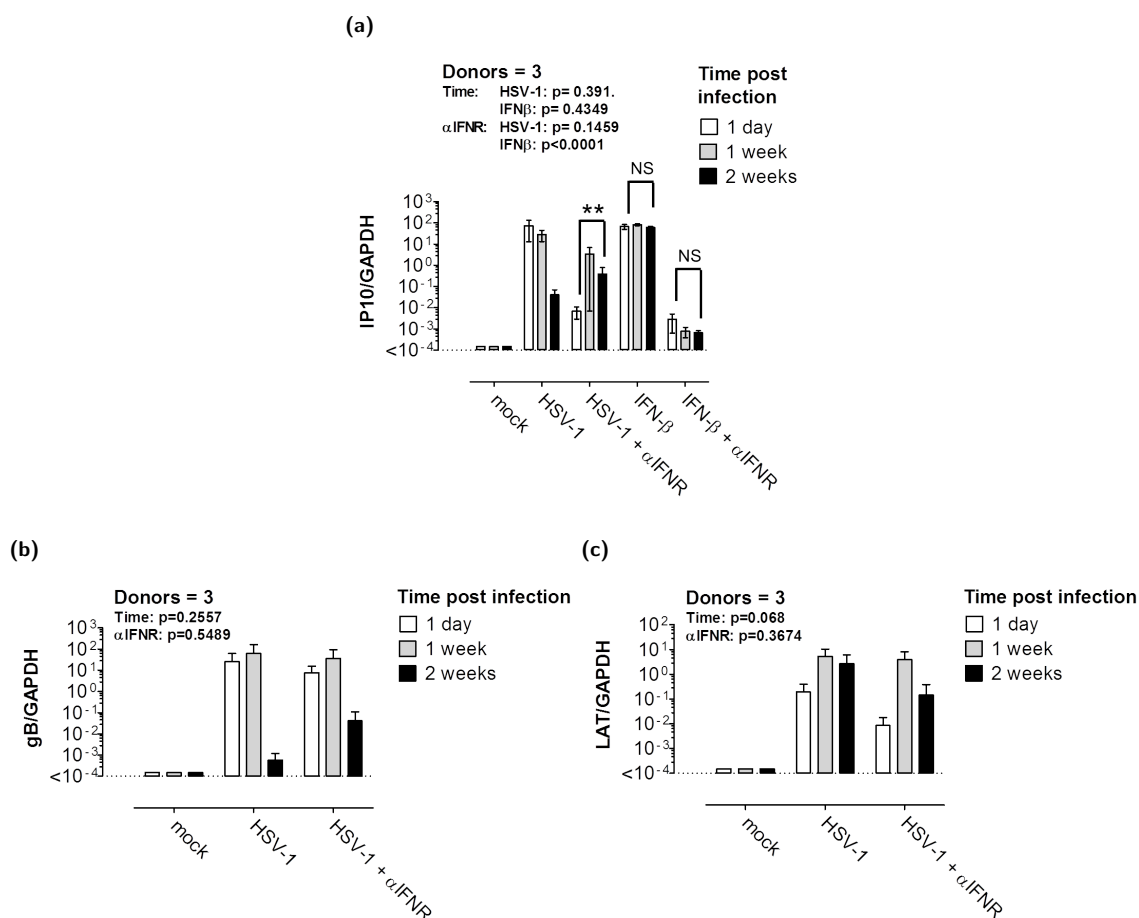 (a)
Donors = 3
Time: HSV-1: p= 0.391.
IFNβ: p= 0.4349
αIFNR: HSV-1: p= 0.1459
IFNβ: p<0.0001
Time post
infection
1 day
1 week
2 weeks
IP10/GAPDH
10³
10²
10¹
10⁰
10⁻¹
10⁻²
10⁻³
<10⁻⁴
**
NS
NS
mock
HSV-1
HSV-1 + αIFNR
IFN-β
IFN-β + αIFNR
(b)
Donors = 3
Time: p=0.2557
αIFNR: p=0.5489
Time post infection
1 day
1 week
2 weeks
gB/GAPDH
10³
10²
10¹
10⁰
10⁻¹
10⁻²
10⁻³
<10⁻⁴
mock
HSV-1
HSV-1 + αIFNR
(c)
Donors = 3
Time: p=0.068
αIFNR: p=0.3674
Time post infection
1 day
1 week
2 weeks
LAT/GAPDH
10²
10¹
10⁰
10⁻¹
10⁻²
10⁻³
<10⁻⁴
mock
HSV-1
HSV-1 + αIFNR